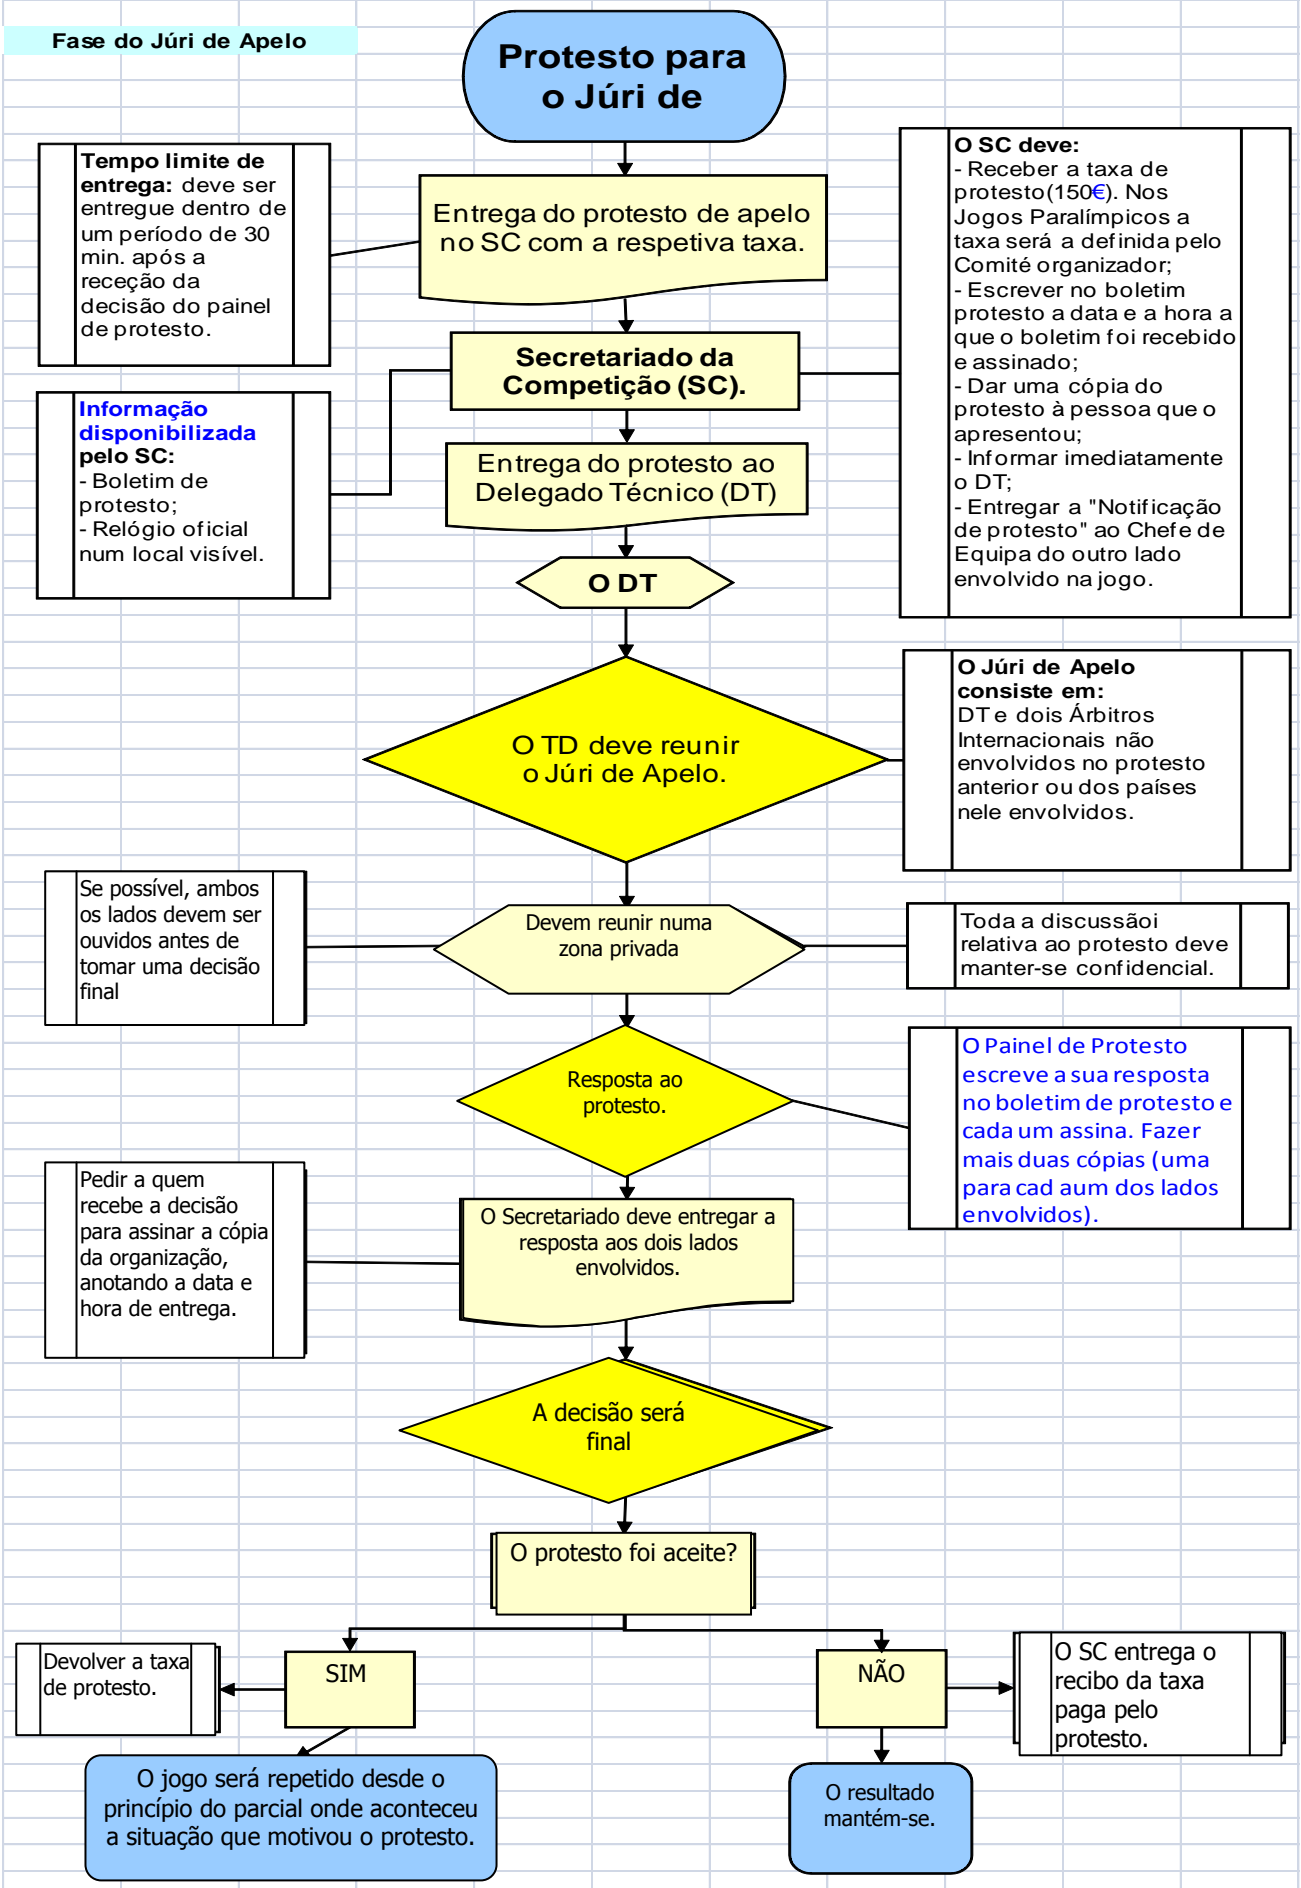 Fase do Júri de Apelo
Protesto para
o Júri de
Tempo limite de
entrega: deve ser
entregue dentro de
um período de 30
min. após a
receção da
decisão do painel
de protesto.
Entrega do protesto de apelo
no SC com a respetiva taxa.
O SC deve:
- Receber a taxa de
protesto(150€). Nos
Jogos Paralímpicos a
taxa será a definida pelo
Comité organizador;
- Escrever no boletim
protesto a data e a hora a
que o boletim foi recebido
e assinado;
- Dar uma cópia do
protesto à pessoa que o
apresentou;
- Informar imediatamente
o DT;
- Entregar a "Notificação
de protesto" ao Chefe de
Equipa do outro lado
envolvido na jogo.
Secretariado da
Competição (SC).
Informação
disponibilizada
pelo SC:
- Boletim de
protesto;
- Relógio oficial
num local visível.
Entrega do protesto ao
Delegado Técnico (DT)
O DT
O TD deve reunir
o Júri de Apelo.
O Júri de Apelo
consiste em:
DT e dois Árbitros
Internacionais não
envolvidos no protesto
anterior ou dos países
nele envolvidos.
Se possível, ambos
os lados devem ser
ouvidos antes de
tomar uma decisão
final
Devem reunir numa
zona privada
Toda a discussãoi
relativa ao protesto deve
manter-se confidencial.
Resposta ao
protesto.
O Painel de Protesto
escreve a sua resposta
no boletim de protesto e
cada um assina. Fazer
mais duas cópias (uma
para cad aum dos lados
envolvidos).
Pedir a quem
recebe a decisão
para assinar a cópia
da organização,
anotando a data e
hora de entrega.
O Secretariado deve entregar a
resposta aos dois lados
envolvidos.
A decisão será
final
O protesto foi aceite?
Devolver a taxa
de protesto.
SIM
NÃO
O SC entrega o
recibo da taxa
paga pelo
protesto.
O jogo será repetido desde o
princípio do parcial onde aconteceu
a situação que motivou o protesto.
O resultado
mantém-se.